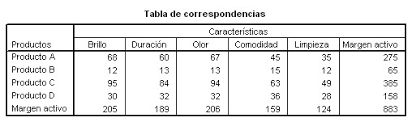 Tabla de correspondencias
Características
Productos Brillo Duración Olor Comodidad Limpieza Margen activo
Producto A 68 60 67 45 35 275
Producto B 12 13 13 15 12 65
Producto C 95 84 94 63 49 385
Producto D 30 32 32 36 28 158
Margen activo 205 189 206 159 124 883